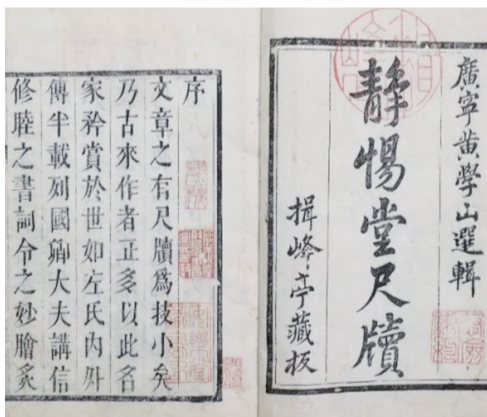 廣寧黃學山選輯
靜惕堂尺牘
揖峰亭藏板
序
文章之有尺牘爲技小矣
乃古來作者正多以此名
家矜賞於世如左氏內外
傳半載列國卿大夫講信
修睦之書詞令之妙膾炙